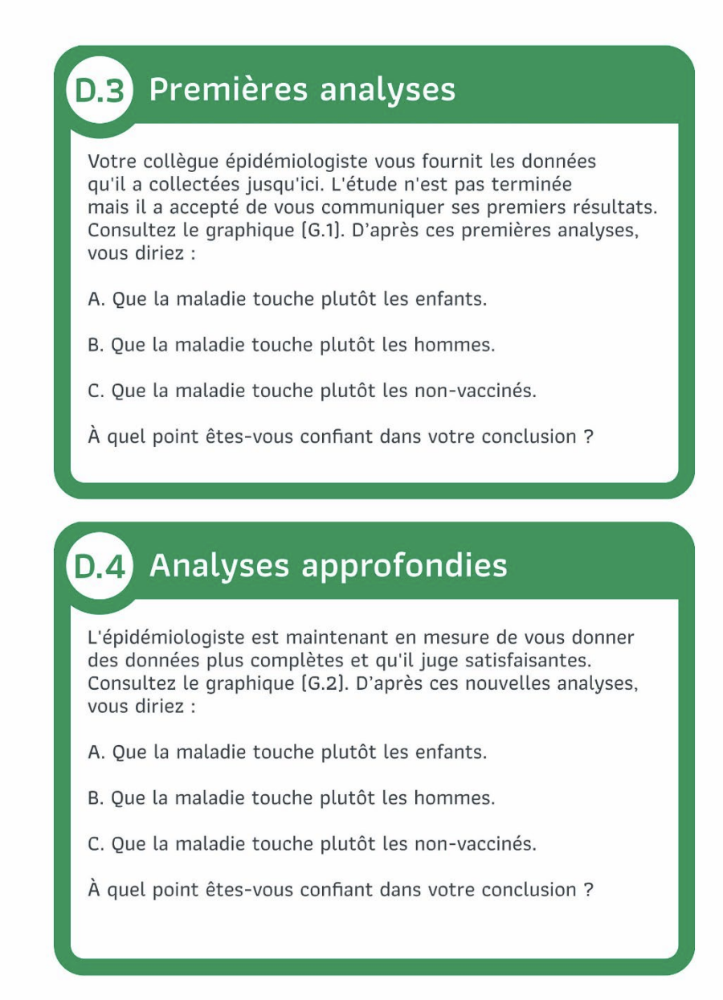 D.3 Premières analyses
Votre collègue épidémiologiste vous fournit les données
qu'il a collectées jusqu'ici. L'étude n'est pas terminée
mais il a accepté de vous communiquer ses premiers résultats.
Consultez le graphique (G.1). D’après ces premières analyses,
vous diriez :
A. Que la maladie touche plutôt les enfants.
B. Que la maladie touche plutôt les hommes.
C. Que la maladie touche plutôt les non-vaccinés.
À quel point êtes-vous confiant dans votre conclusion ?
D.4 Analyses approfondies
L'épidémiologiste est maintenant en mesure de vous donner
des données plus complètes et qu'il juge satisfaisantes.
Consultez le graphique (G.2). D’après ces nouvelles analyses,
vous diriez :
A. Que la maladie touche plutôt les enfants.
B. Que la maladie touche plutôt les hommes.
C. Que la maladie touche plutôt les non-vaccinés.
À quel point êtes-vous confiant dans votre conclusion ?